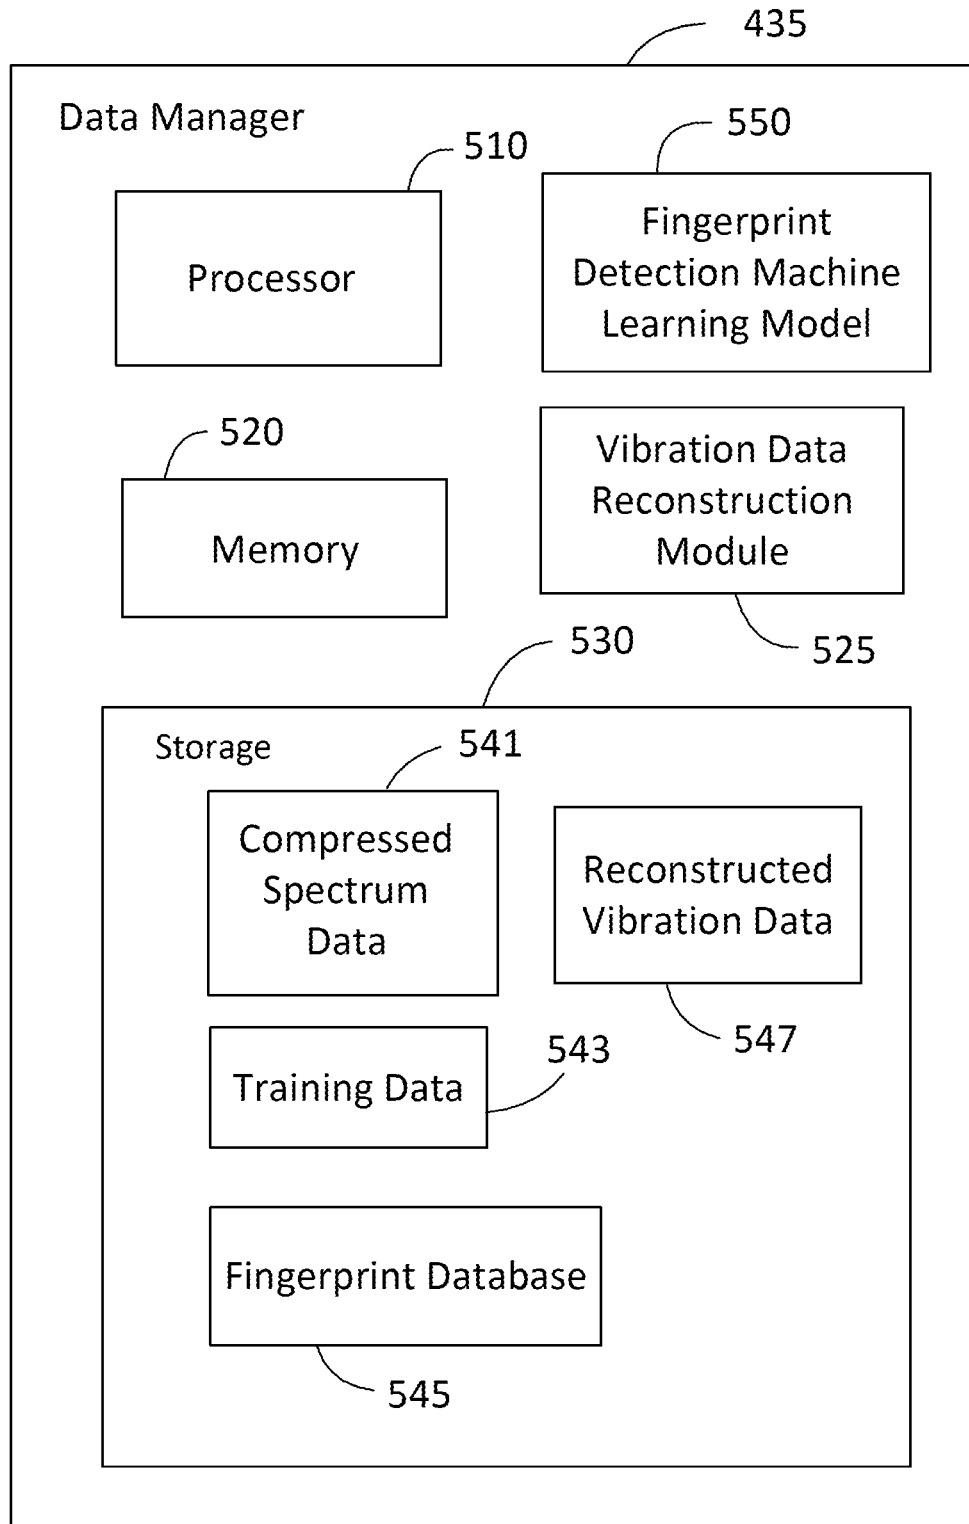 435
Data Manager
510
Processor
550
Fingerprint
Detection Machine
Learning Model
520
Memory
Vibration Data
Reconstruction
Module
525
530
Storage
541
Compressed
Spectrum
Data
Reconstructed
Vibration Data
547
Training Data
543
Fingerprint Database
545